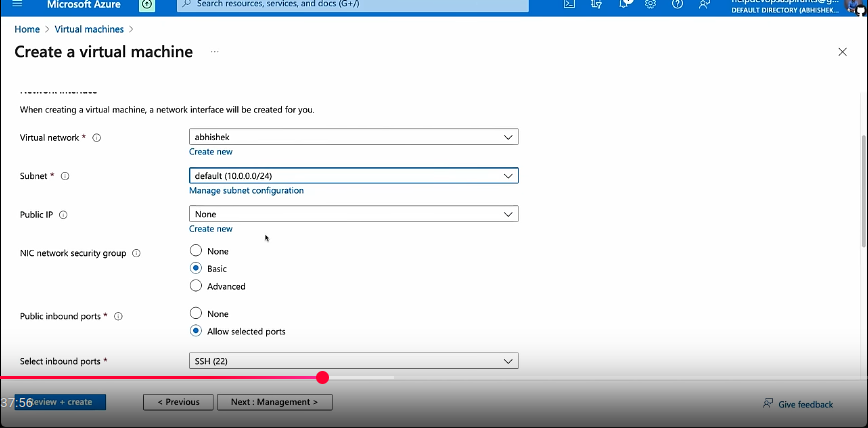 Microsoft Azure
Search resources, services, and docs (G+/)
DEFAULT DIRECTORY (ABHISHEK...
Home > Virtual machines >
Create a virtual machine ...
Network interface
When creating a virtual machine, a network interface will be created for you.
Virtual network * abhishek
Create new
Subnet * default (10.0.0.0/24)
Manage subnet configuration
Public IP None
Create new
NIC network security group None
Basic
Advanced
Public inbound ports * None
Allow selected ports
Select inbound ports * SSH (22)
37:56
Review + create < Previous Next : Management > Give feedback